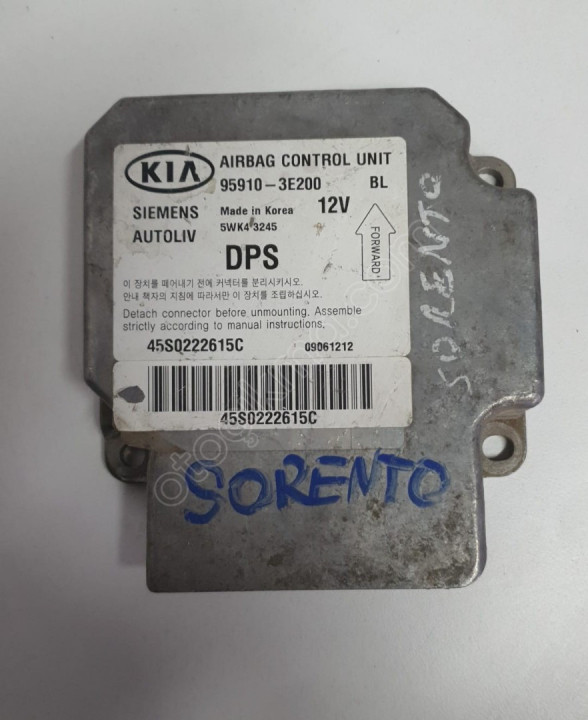 KIA AIRBAG CONTROL UNIT
95910-3E200 BL
SIEMENS Made in Korea 12V
AUTOLIV 5WK43245
DPS
FORWARD
이 장치를 떼어내기 전에 커넥터를 분리시키시오.
안내 책자의 지침에 따라서만 이 장치를 조립하십시오.
Detach connector before unmounting. Assemble
strictly according to manual instructions.
45S0222615C 09061212
45S0222615C
SORENTO
SORENTO